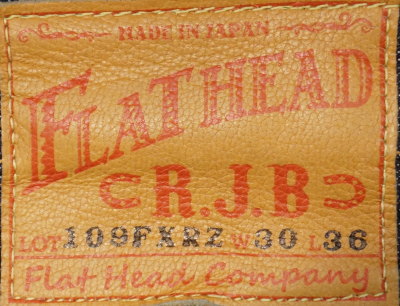 MADE IN JAPAN
FLAT HEAD
R.J.B
LOT 109FXRZ W 30 L 36
Flat Head Company